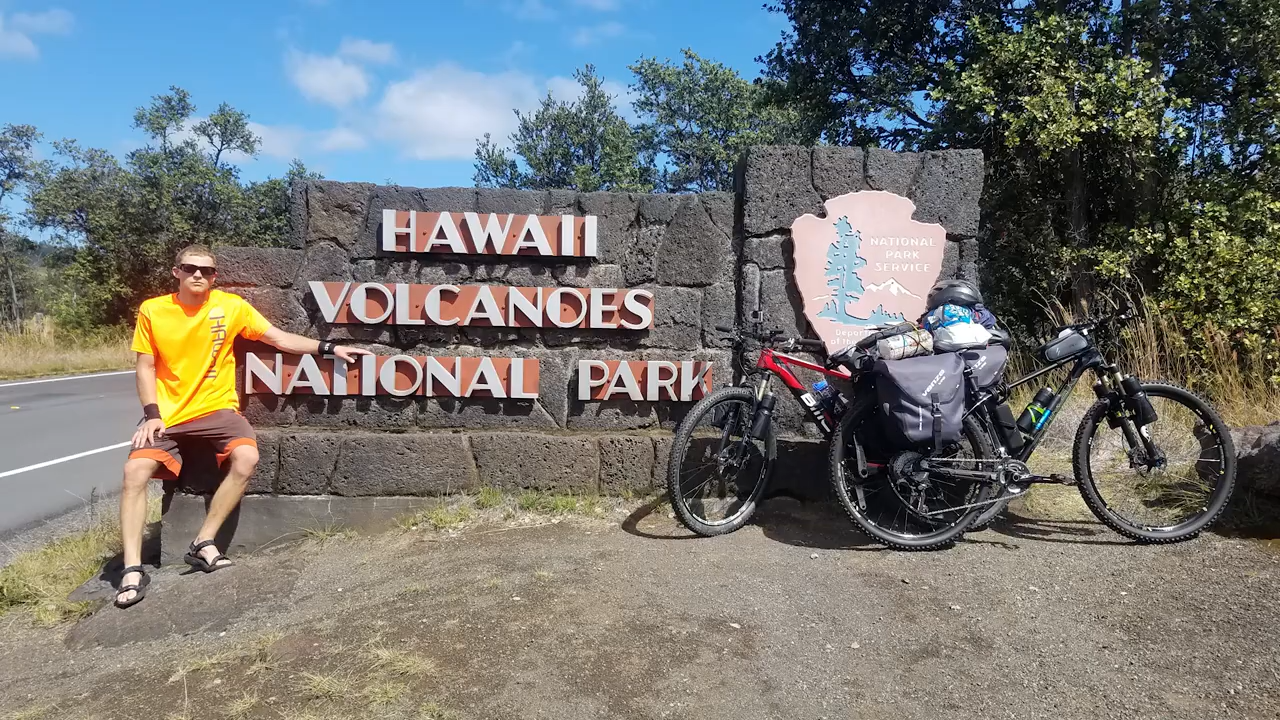 HAWAII
VOLCANOES
NATIONAL PARK
NATIONAL
PARK
SERVICE